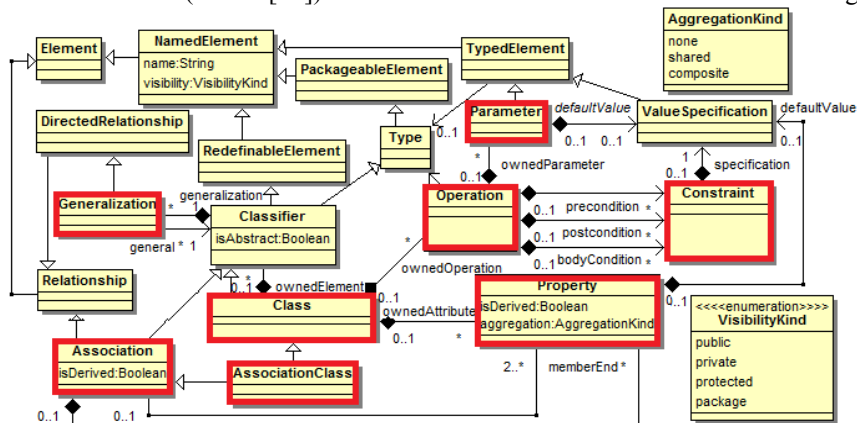 Element
NamedElement
name:String
visibility:VisibilityKind
TypedElement
AggregationKind
none
shared
composite
PackageableElement
DirectedRelationship
Type
0..1
Parameter
defaultValue
0..1
0..1
ValueSpecification
defaultValue
0..1
RedefinableElement
*
ownedParameter
0..1
1
specification
0..1
Generalization
generalization
*
1
general * 1
Classifier
isAbstract:Boolean
Operation
0..1
precondition *
0..1
postcondition *
0..1
bodyCondition *
Constraint
*
ownedOperation
Relationship
0..1
ownedElement
0..1
Class
ownedAttribute
0..1
*
Property
isDerived:Boolean
aggregation:AggregationKind
0..1
<<<<enumeration>>>>
VisibilityKind
public
private
protected
package
Association
isDerived:Boolean
AssociationClass
2..*
memberEnd *
0..1
0..1